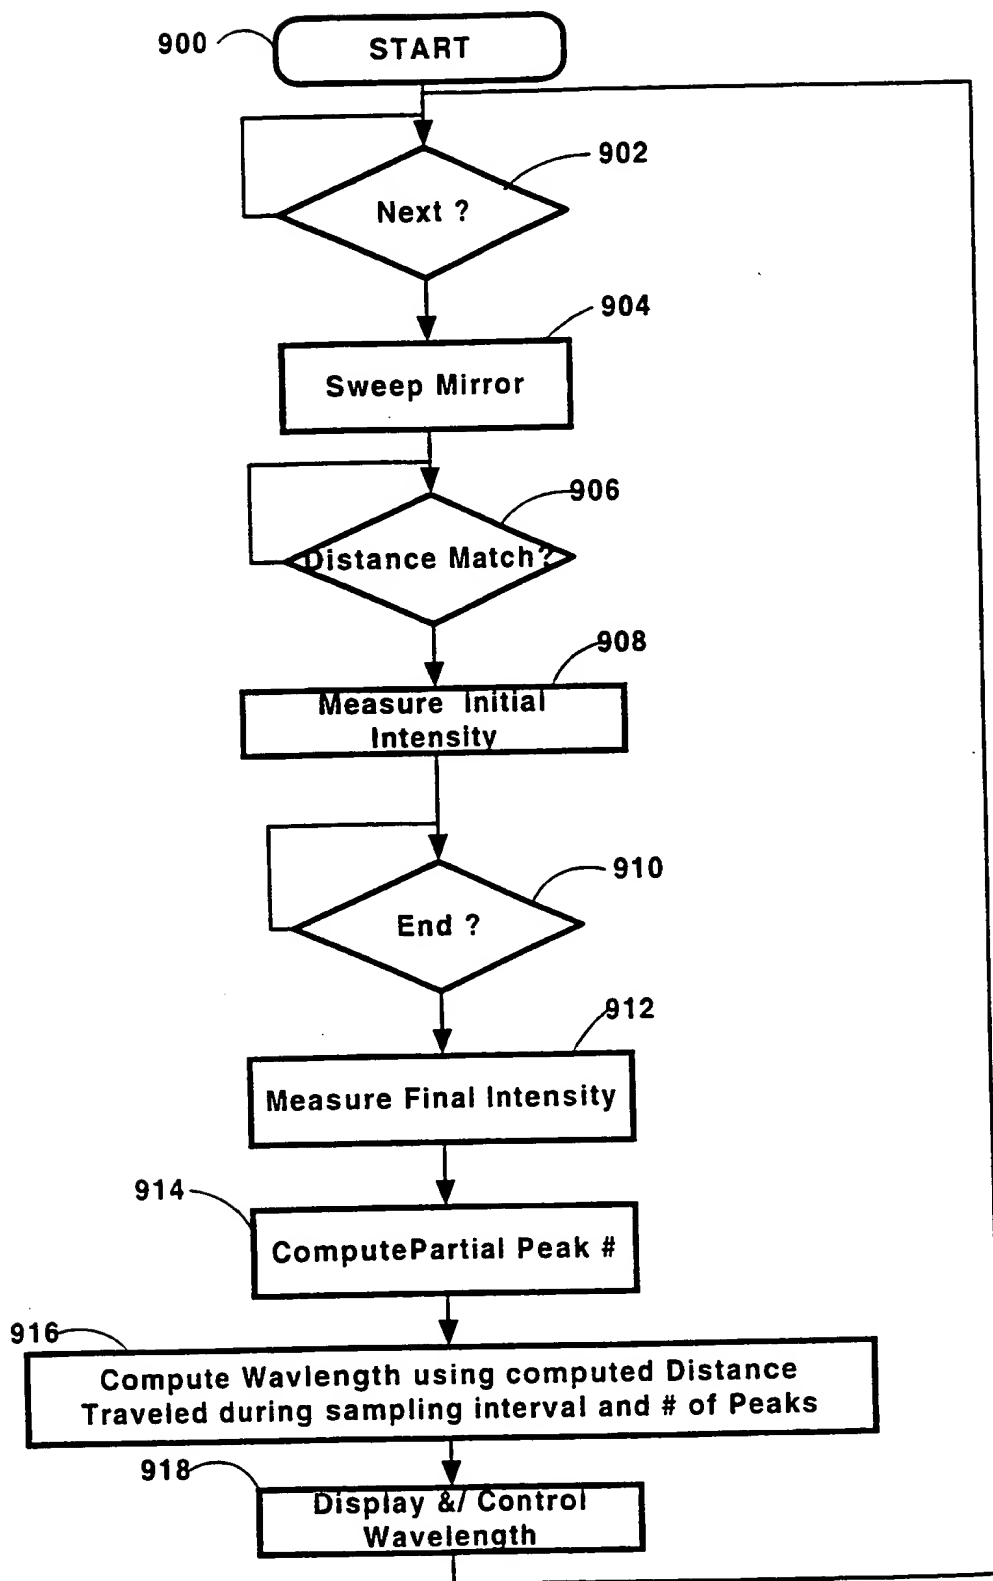 900
START
902
Next ?
904
Sweep Mirror
906
Distance Match?
908
Measure Initial
Intensity
910
End ?
912
Measure Final Intensity
914
ComputePartial Peak #
916
Compute Wavlength using computed Distance
Traveled during sampling interval and # of Peaks
918
Display &/ Control
Wavelength